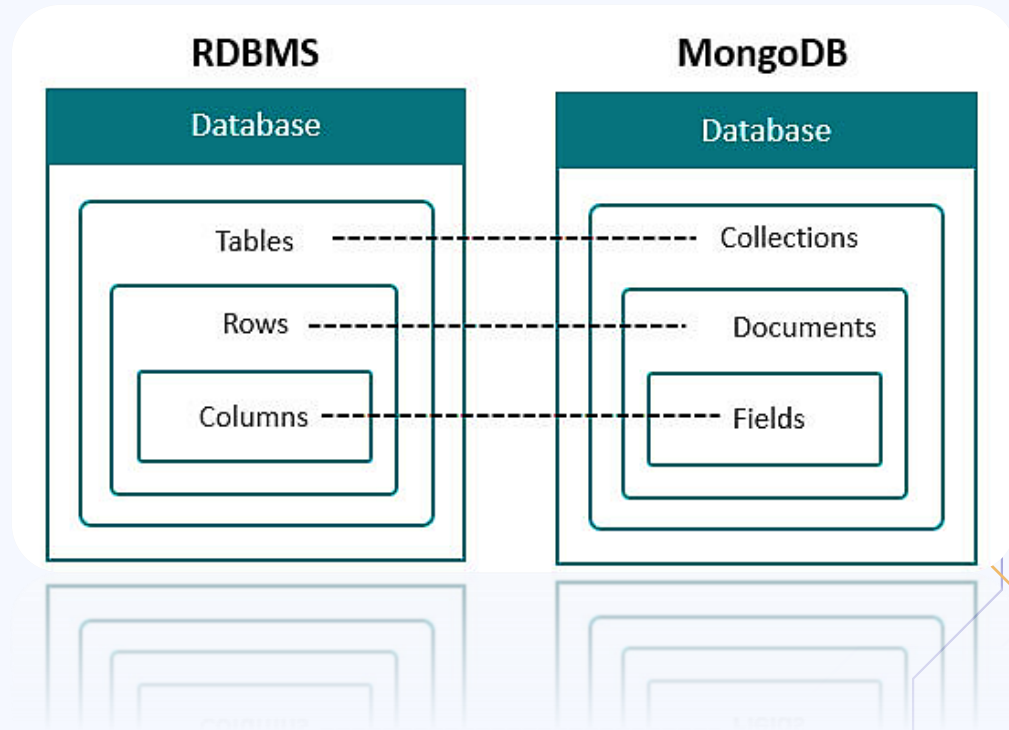 RDBMS
Database
Tables
Rows
Columns
MongoDB
Database
Collections
Documents
Fields